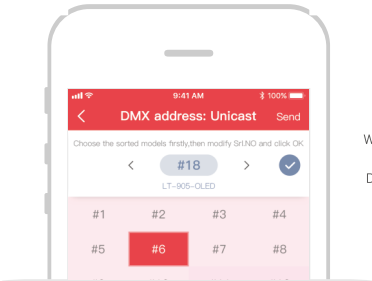 9:41 AM
100%
DMX address: Unicast Send
Choose the sorted models firstly,then modify Srl.NO and click OK
#18
LT-905-OLED
#1 #2 #3 #4
#5 #6 #7 #8
W
D